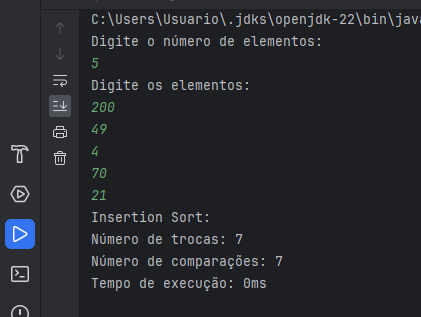 C:\Users\Usuario\.jdks\openjdk-22\bin\java
Digite o número de elementos:
5
Digite os elementos:
200
49
4
70
21
Insertion Sort:
Número de trocas: 7
Número de comparações: 7
Tempo de execução: 0ms